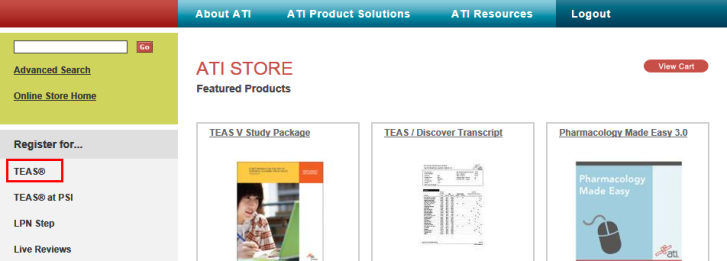 About ATI
ATI Product Solutions
ATI Resources
Logout
Go
Advanced Search
Online Store Home
ATI STORE
View Cart
Featured Products
Register for...
TEAS®
TEAS® at PSI
LPN Step
Live Reviews
TEAS V Study Package
TEAS / Discover Transcript
Pharmacology Made Easy 3.0
Pharmacology
Made Easy
ati